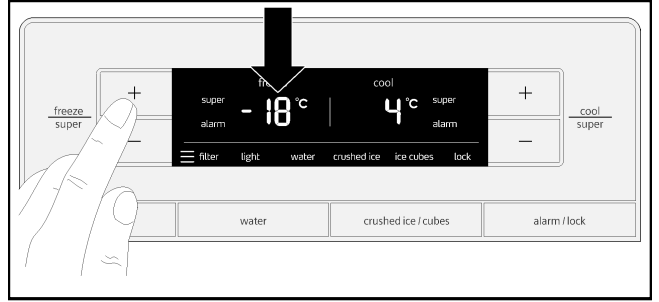 freeze
super
+
−
fr
cool
super
alarm
- 18 °C
4 °C
super
alarm
filter light water crushed ice ice cubes lock
+
−
cool
super
water
crushed ice / cubes
alarm / lock